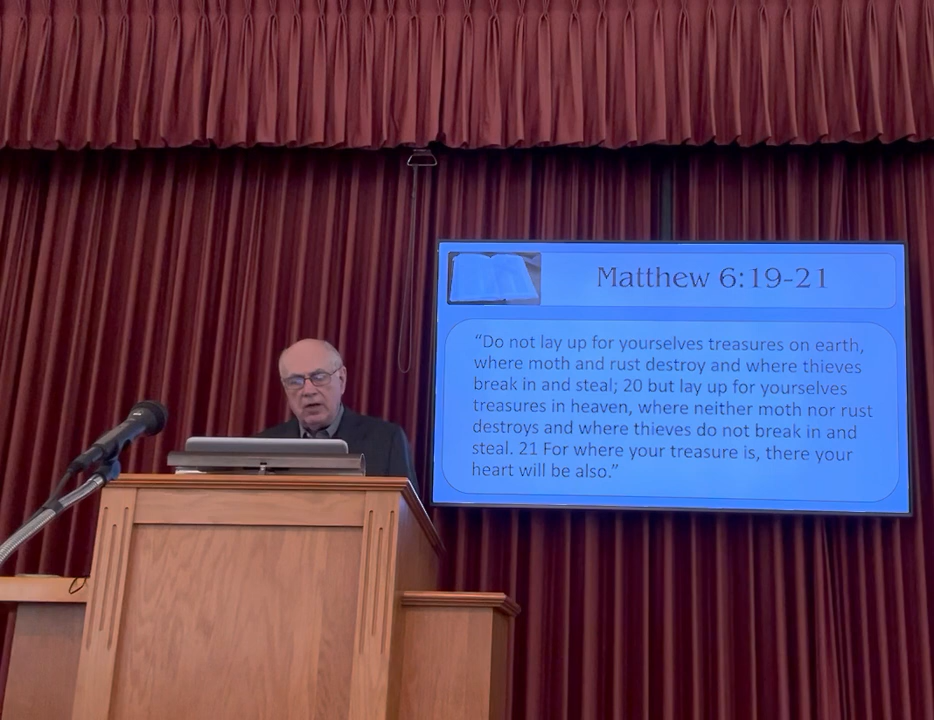 Matthew 6:19-21
“Do not lay up for yourselves treasures on earth,
where moth and rust destroy and where thieves
break in and steal; 20 but lay up for yourselves
treasures in heaven, where neither moth nor rust
destroys and where thieves do not break in and
steal. 21 For where your treasure is, there your
heart will be also.”